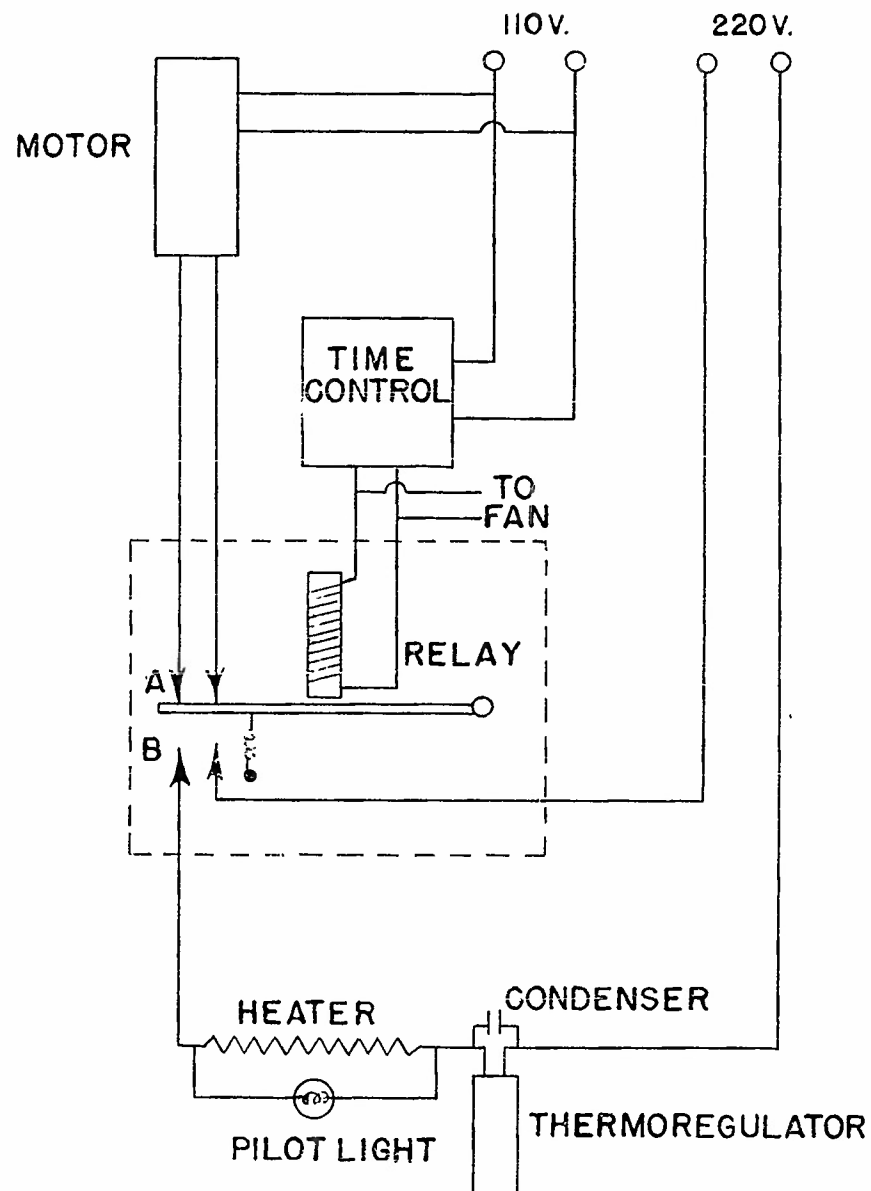 110V.
220V.
MOTOR
TIME
CONTROL
TO
FAN
RELAY
A
B
CONDENSER
HEATER
THERMOREGULATOR
PILOT LIGHT